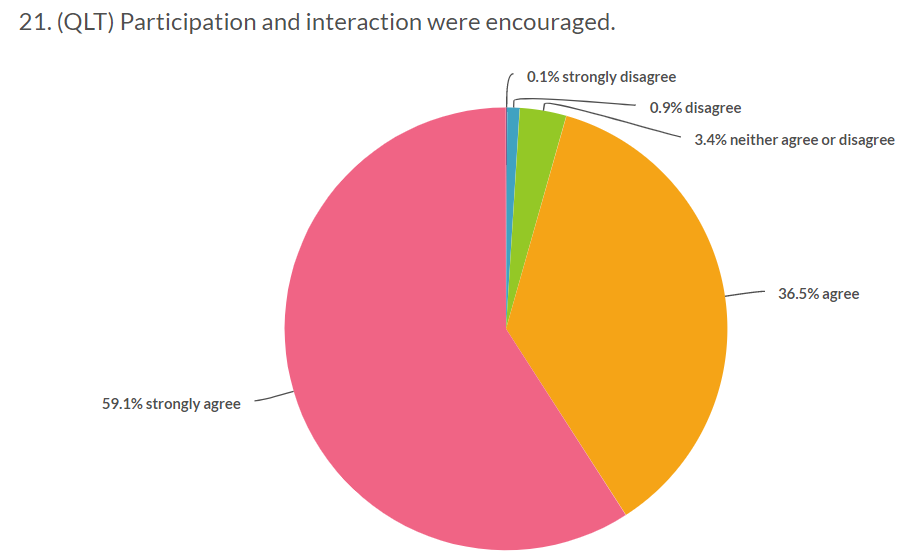 21. (QLT) Participation and interaction were encouraged.
0.1% strongly disagree
0.9% disagree
3.4% neither agree or disagree
36.5% agree
59.1% strongly agree